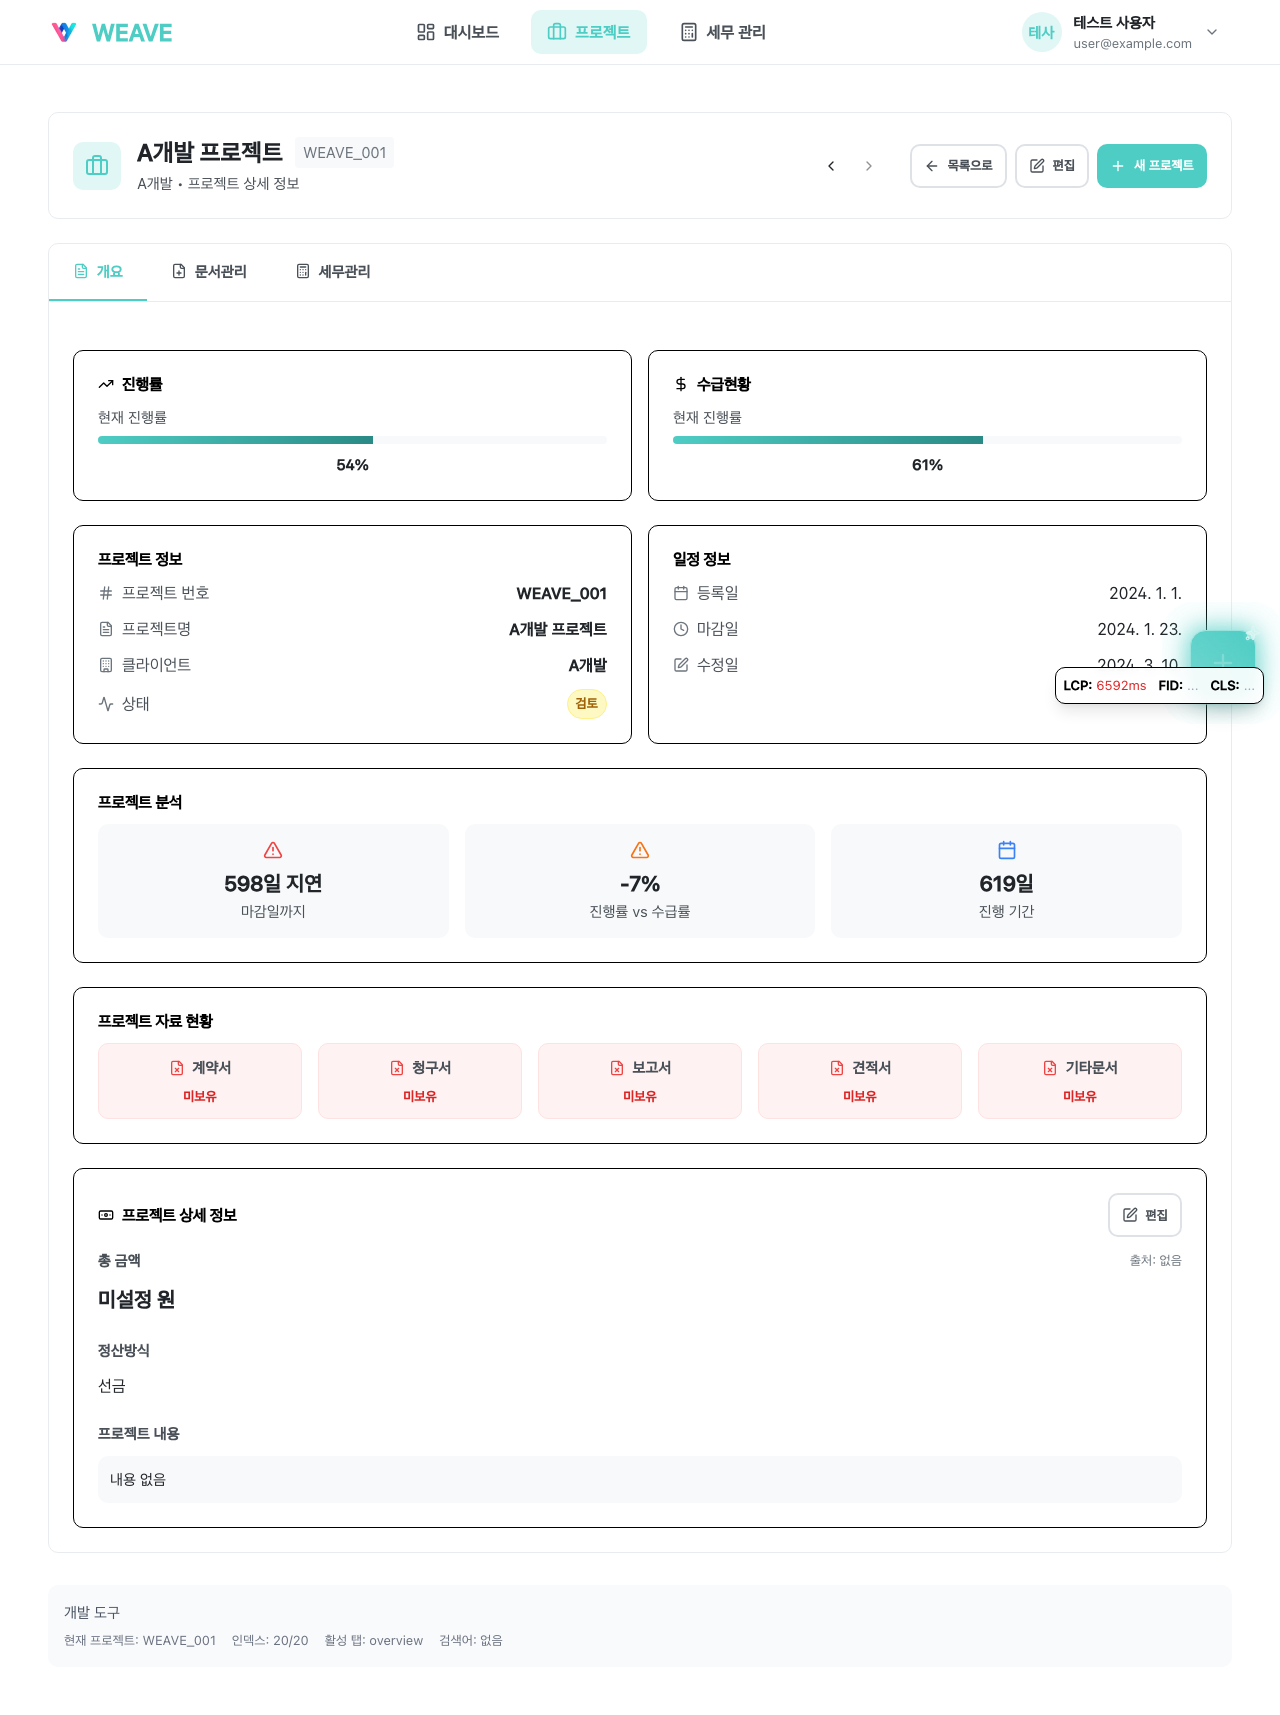 WEAVE
대시보드
프로젝트
세무 관리
테사
테스트 사용자
user@example.com
A개발 프로젝트
WEAVE_001
A개발 • 프로젝트 상세 정보
목록으로
편집
새 프로젝트
개요
문서관리
세무관리
진행률
현재 진행률
54%
수급현황
현재 진행률
61%
프로젝트 정보
프로젝트 번호
WEAVE_001
프로젝트명
A개발 프로젝트
클라이언트
A개발
상태
검토
일정 정보
등록일
2024. 1. 1.
마감일
2024. 1. 23.
수정일
2024. 3. 10.
LCP: 6592ms FID: ... CLS: ...
프로젝트 분석
598일 지연
마감일까지
-7%
진행률 vs 수급률
619일
진행 기간
프로젝트 자료 현황
계약서
미보유
청구서
미보유
보고서
미보유
견적서
미보유
기타문서
미보유
프로젝트 상세 정보
편집
총 금액
출처: 없음
미설정 원
정산방식
선금
프로젝트 내용
내용 없음
개발 도구
현재 프로젝트: WEAVE_001 인덱스: 20/20 활성 탭: overview 검색어: 없음